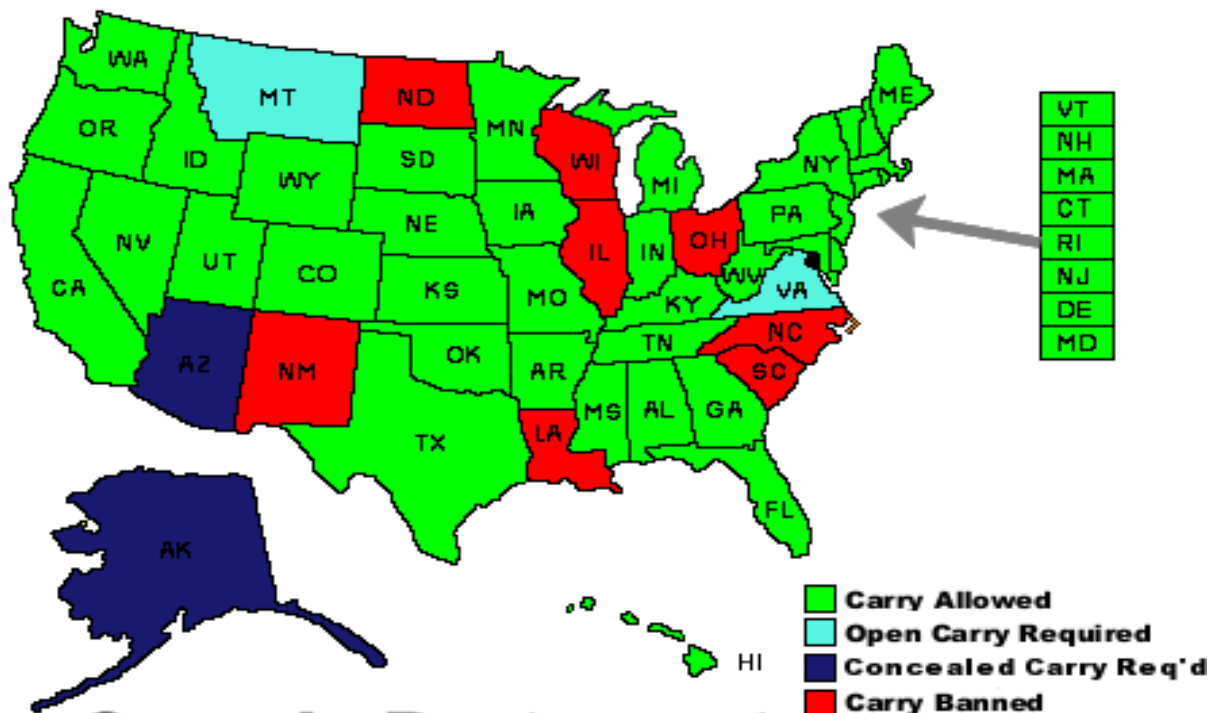 WA
MT
ND
MN
ME
VT
OR
ID
WY
SD
WI
MI
NY
NH
MA
CT
RI
NJ
DE
MD
NV
UT
CO
NE
IA
IL
IN
OH
PA
CA
KS
MO
KY
WV
VA
AZ
NM
OK
AR
TN
NC
SC
TX
LA
MS
AL
GA
FL
AK
HI
Carry Allowed
Open Carry Required
Concealed Carry Req'd
Carry Banned